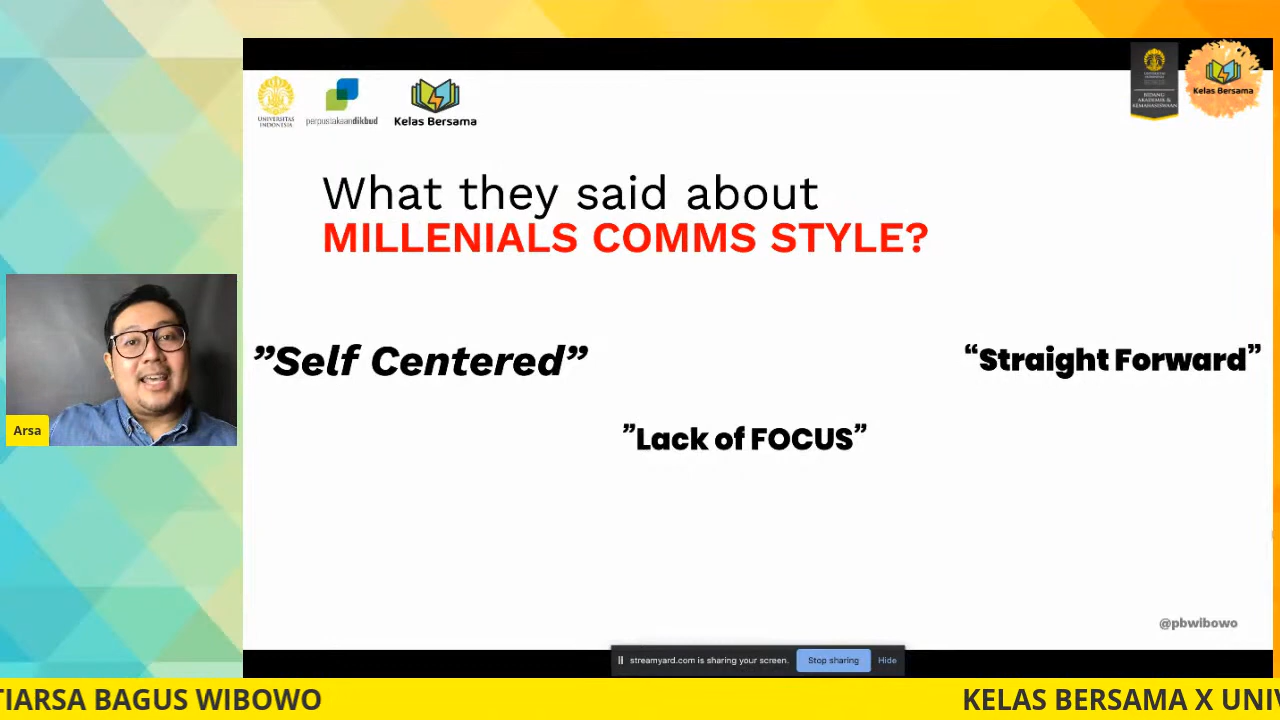 UNIVERSITAS
INDONESIA
perpustakaandikbud
Kelas Bersama
BIDANG
AKADEMIK &
KEMAHASISWAAN
Kelas Bersama
What they said about
MILLENIALS COMMS STYLE?
”Self Centered”
“Straight Forward”
”Lack of FOCUS”
Arsa
@pbwibowo
streamyard.com is sharing your screen.
Stop sharing
Hide
TIARSA BAGUS WIBOWO
KELAS BERSAMA X UNIV